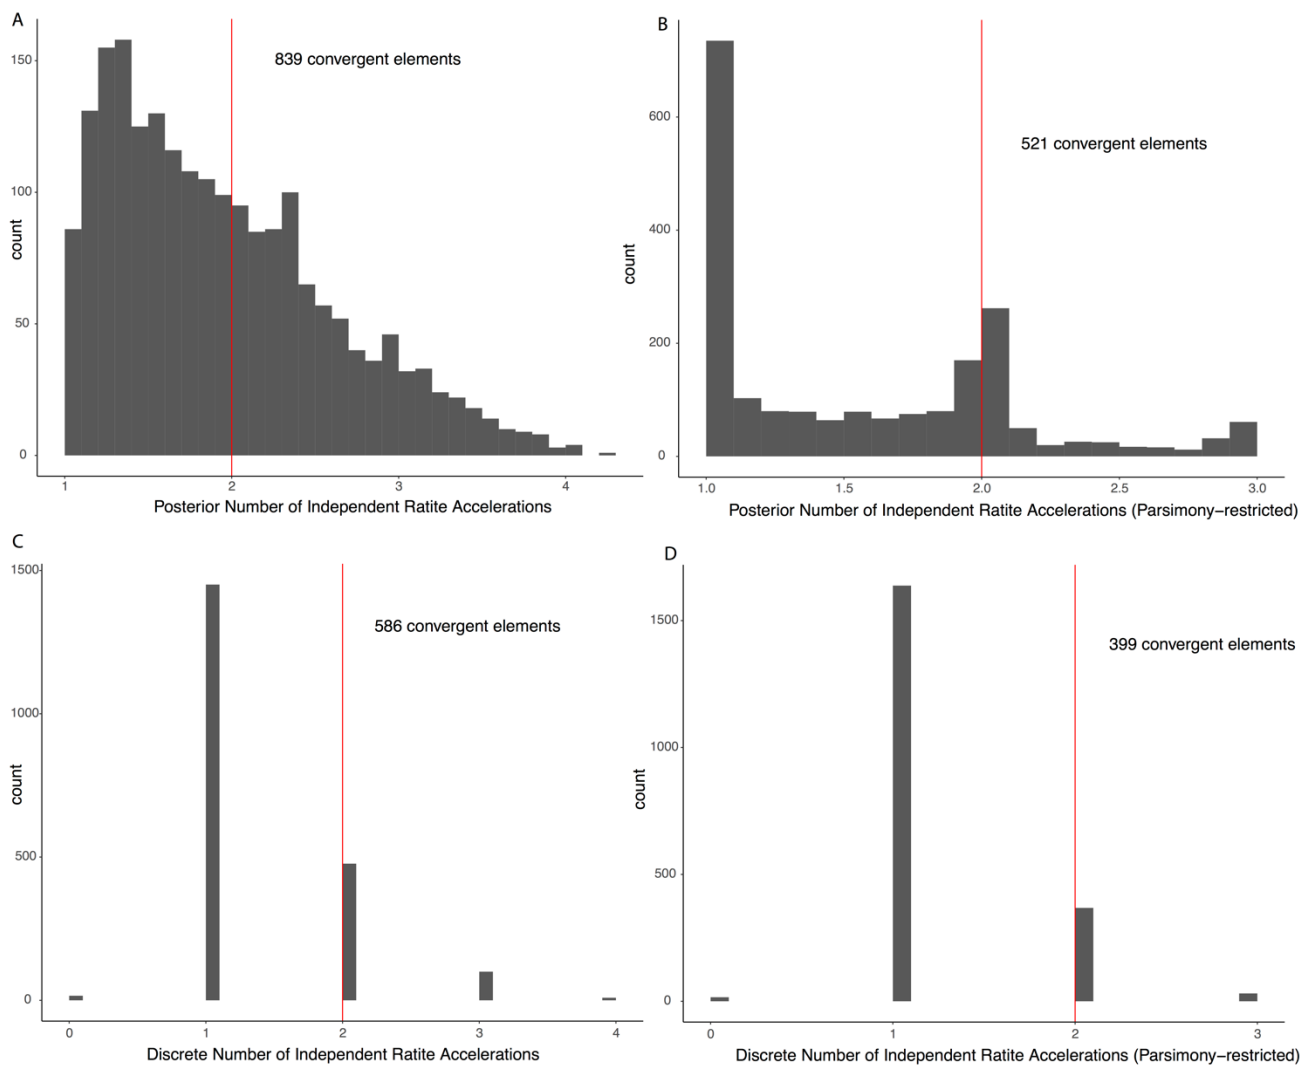 A
839 convergent elements
150
100
50
0
count
1 2 3 4
Posterior Number of Independent Ratite Accelerations
B
521 convergent elements
600
400
200
0
count
1.0 1.5 2.0 2.5 3.0
Posterior Number of Independent Ratite Accelerations (Parsimony−restricted)
C
586 convergent elements
1500
1000
500
0
count
0 1 2 3 4
Discrete Number of Independent Ratite Accelerations
D
399 convergent elements
1500
1000
500
0
count
0 1 2 3
Discrete Number of Independent Ratite Accelerations (Parsimony−restricted)